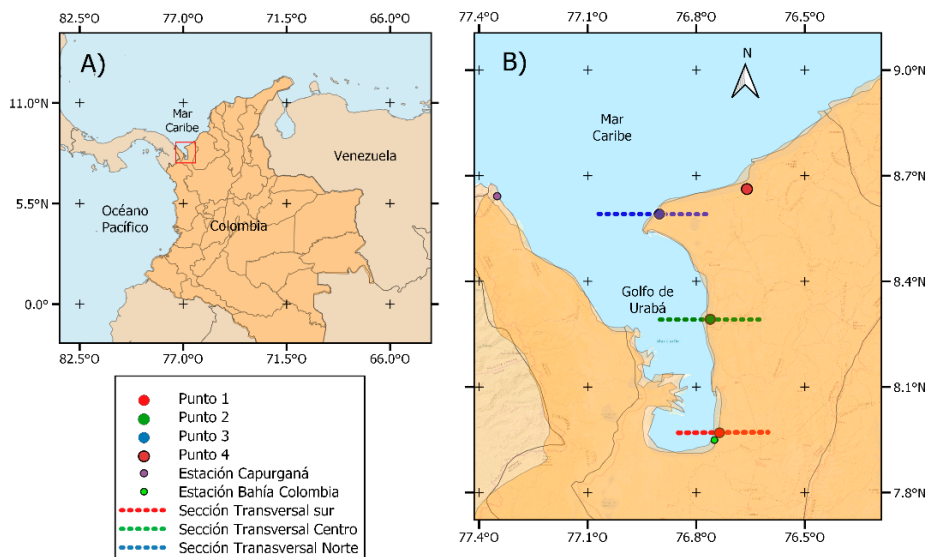 82.5°O 77.0°O 71.5°O 66.0°O
A)
11.0°N
5.5°N
0.0°
Mar
Caribe
Venezuela
Océano
Pacífico
Colombia
82.5°O 77.0°O 71.5°O 66.0°O
Punto 1
Punto 2
Punto 3
Punto 4
Estación Capurganá
Estación Bahía Colombia
Sección Transversal sur
Sección Transversal Centro
Sección Tranasversal Norte
77.4°O 77.1°O 76.8°O 76.5°O
B)
N
Mar
Caribe
9.0°N
8.7°N
8.4°N
8.1°N
7.8°N
Golfo de
Urabá
Mar Caribe
77.4°O 77.1°O 76.8°O 76.5°O